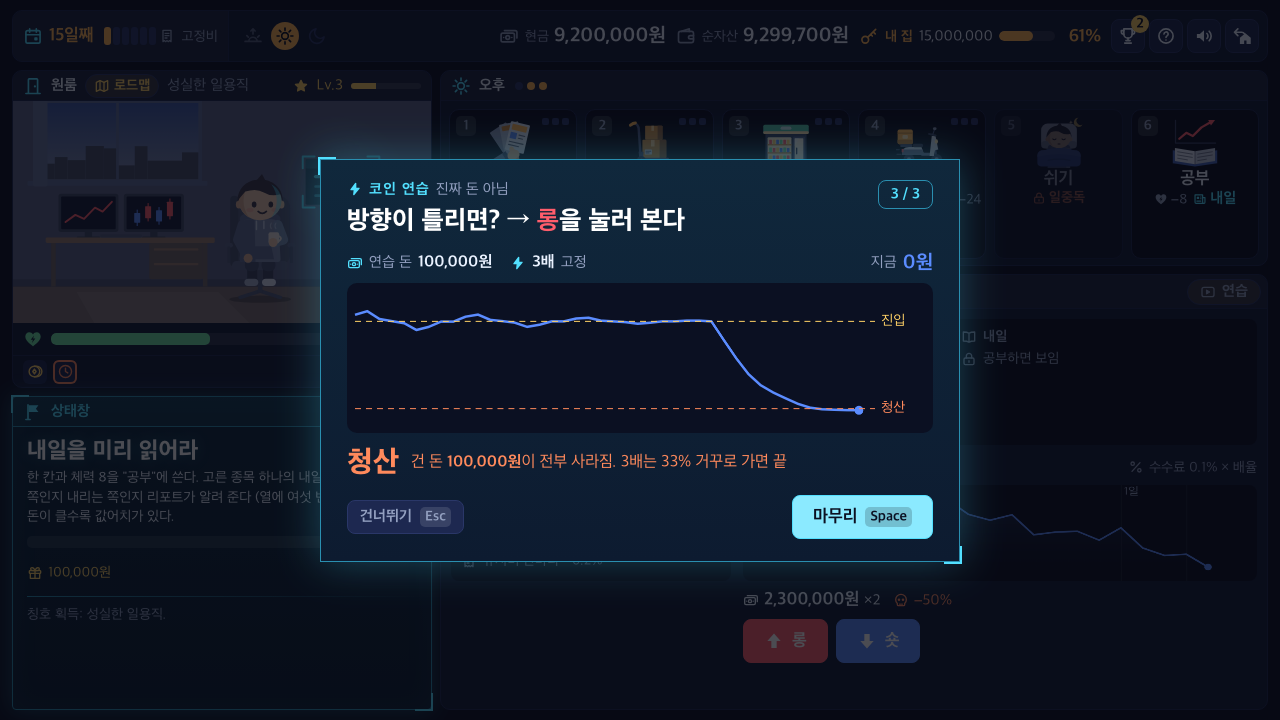 15일째
고정비
현금 9,200,000원
순자산 9,299,700원
내 집 15,000,000
61%
2
원룸
로드맵
성실한 일용직
Lv.3
오후
1
2
3
4
5
6
쉬기
일중독
공부
−8 내일
−24
코인 연습 진짜 돈 아님
3 / 3
방향이 틀리면? → 롱을 눌러 본다
연습 돈 100,000원 3배 고정
지금 0원
진입
청산
청산 건 돈 100,000원이 전부 사라짐. 3배는 33% 거꾸로 가면 끝
건너뛰기 Esc
마무리 Space
연습
내일
공부하면 보임
수수료 0.1% × 배율
1일
상태창
내일을 미리 읽어라
한 칸과 체력 8을 "공부"에 쓴다. 고른 종목 하나의 내일
쪽인지 내리는 쪽인지 리포트가 알려 준다 (열에 여섯
돈이 클수록 값어치가 있다.
100,000원
칭호 획득: 성실한 일용직.
2,300,000원 ×2
−50%
롱
숏